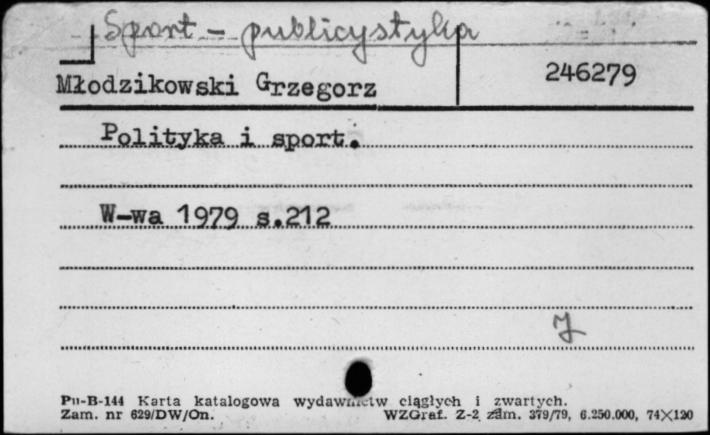 Sport - publicystyka
Młodzikowski Grzegorz 246279
Polityka i sport.
W-wa 1979 s.212
J
Pu-B-144 Karta katalogowa wydawnictw ciągłych i zwartych.
Zam. nr 629/DW/On. WZGraf. Z-2 zam. 379/79, 6.250.000, 74X120